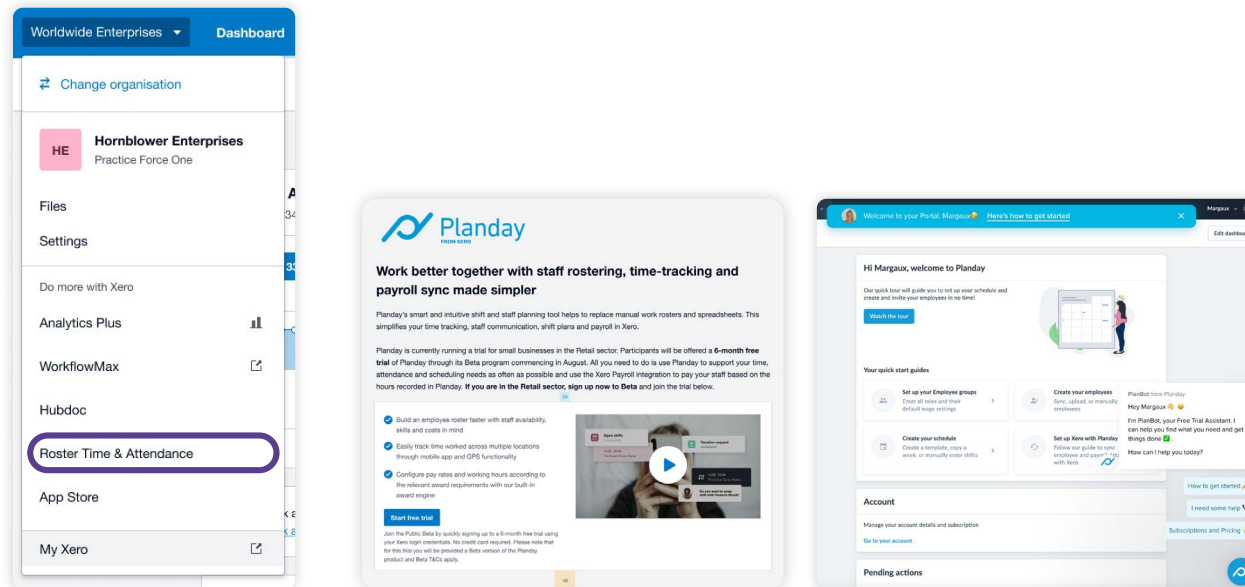 Worldwide Enterprises
Dashboard
Change organisation
HE
Hornblower Enterprises
Practice Force One
Files
Settings
Do more with Xero
Analytics Plus
WorkflowMax
Hubdoc
Roster Time & Attendance
App Store
My Xero
Planday
FROM XERO
Work better together with staff rostering, time-tracking and
payroll sync made simpler
Planday's smart and intuitive shift and staff planning tool helps to replace manual work rosters and spreadsheets. This
simplifies your time tracking, staff communication, shift plans and payroll in Xero.
Planday is currently running a trial for small businesses in the Retail sector. Participants will be offered a 6-month free
trial of Planday through its Beta program commencing in August. All you need to do is use Planday to support your time,
attendance and scheduling needs as often as possible and use the Xero Payroll integration to pay your staff based on the
hours recorded in Planday. If you are in the Retail sector, sign up now to Beta and join the trial below.
24
Build an employee roster faster with staff availability,
skills and costs in mind
Easily track time worked across multiple locations
through mobile app and GPS functionality
Configure pay rates and working hours according to
the relevant award requirements with our built-in
award engine
Start free trial
Join the Public Beta by quickly signing up to a 6-month free trial using
your Xero login credentials. No credit card required. Please note that
for this trial you will be provided a Beta version of the Planday
product and Beta T&Cs apply.
Open shifts
48
Welcome to your Portal, Margaux
Here's how to get started
Margaux
Edit dashboa
Hi Margaux, welcome to Planday
Our quick tour will guide you to set up your schedule and
create and invite your employees in no time!
Watch the tour
Your quick start guides
Set up your Employee groups
Enter all roles and their
default wage settings
Create your employees
Sync, upload, or manually
employees
Create your schedule
Create a template, copy a
week, or manually enter shifts
Set up Xero with Planday
Follow our guide to sync
employee and payroll data
with Xero
PlanBot from Planday
Hey Margaux
I'm PlanBot, your Free Trial Assistant. I
can help you find what you need and get
things done
How can I help you today?
How to get started
I need some help
Subscriptions and Pricing
Account
Manage your account details and subscription
Go to your account
Pending actions